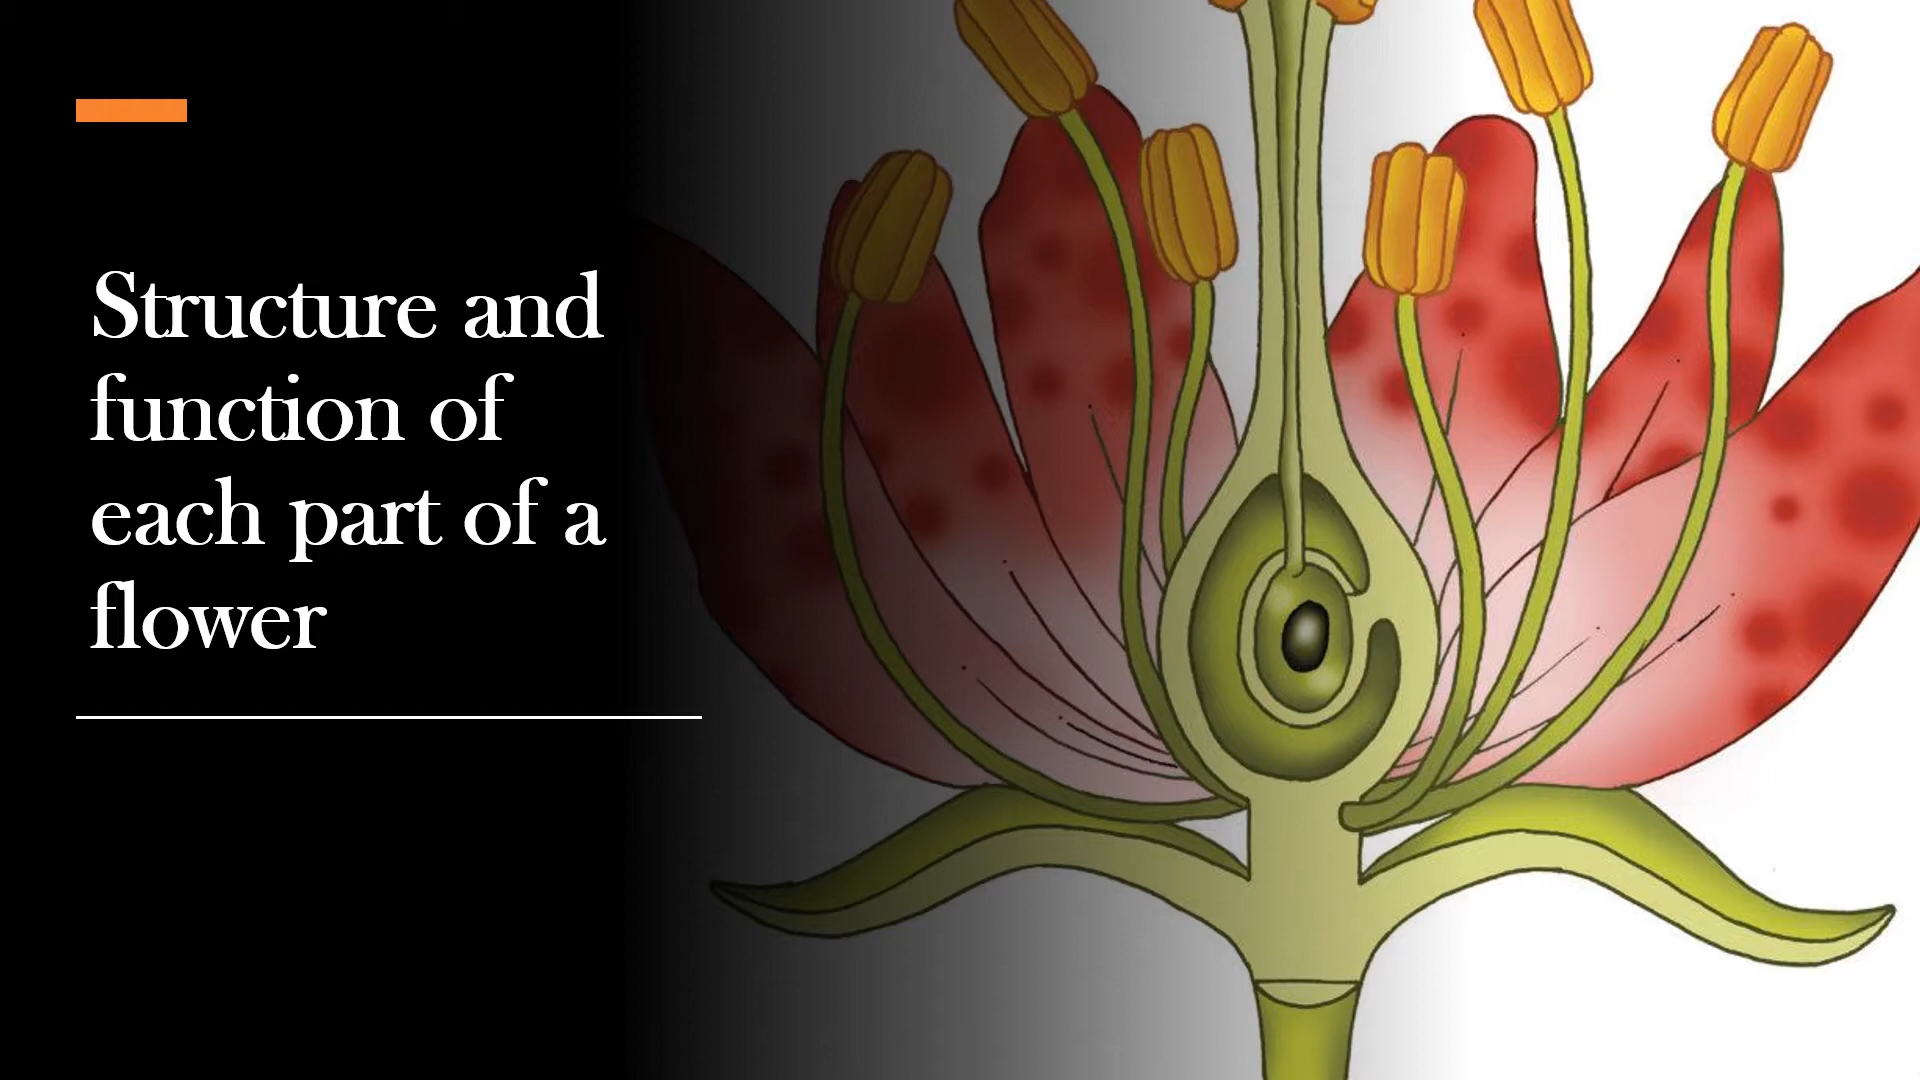 Structure and
function of
each part of a
flower